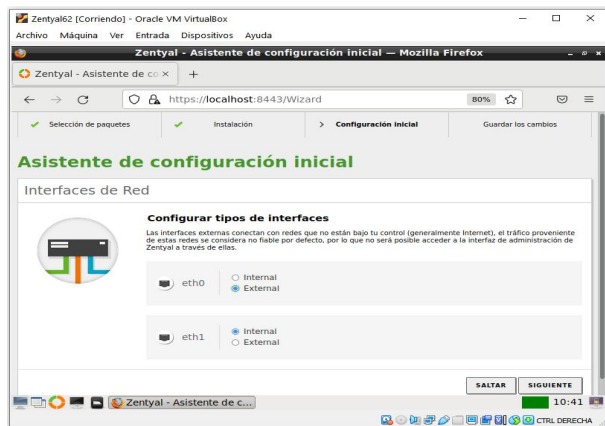 Zentyal62 [Corriendo] - Oracle VM VirtualBox
Archivo Máquina Ver Entrada Dispositivos Ayuda
Zentyal - Asistente de configuración inicial — Mozilla Firefox
Zentyal - Asistente de co
https://localhost:8443/Wizard 80%
Selección de paquetes Instalación Configuración inicial Guardar los cambios
Asistente de configuración inicial
Interfaces de Red
Configurar tipos de interfaces
Las interfaces externas conectan con redes que no están bajo tu control (generalmente Internet), el tráfico proveniente
de estas redes se considera no fiable por defecto, por lo que no será posible acceder a la interfaz de administración de
Zentyal a través de ellas.
eth0 Internal
External
eth1 Internal
External
SALTAR SIGUIENTE
Zentyal - Asistente de c... 10:41
CTRL DERECHA